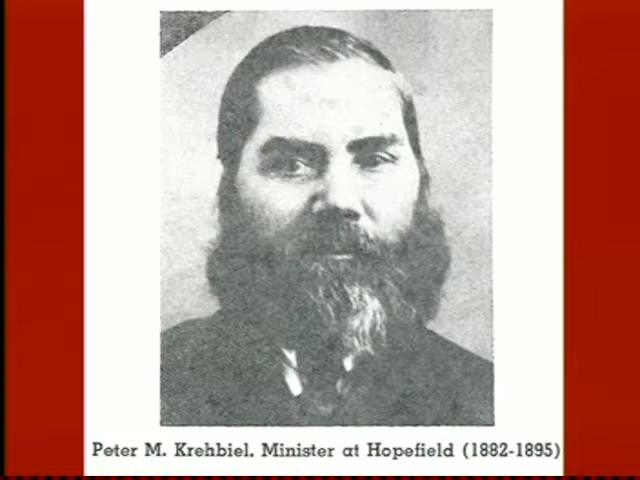 Peter M. Krehbiel, Minister at Hopefield (1882-1895)